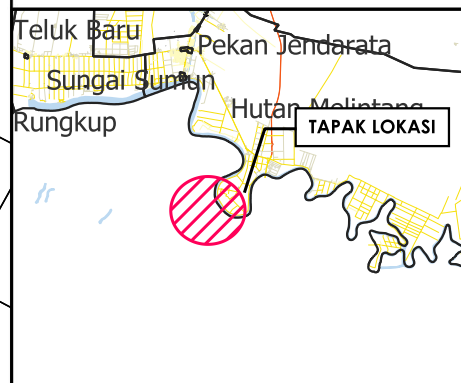 Teluk Baru
Pekan Jendarata
Sungai Sumun
Hutan Melintang
Rungkup
TAPAK LOKASI